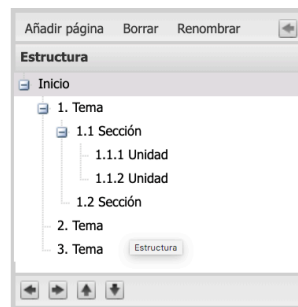 Añadir página Borrar Renombrar
Estructura
Inicio
1. Tema
1.1 Sección
1.1.1 Unidad
1.1.2 Unidad
1.2 Sección
2. Tema
3. Tema Estructura